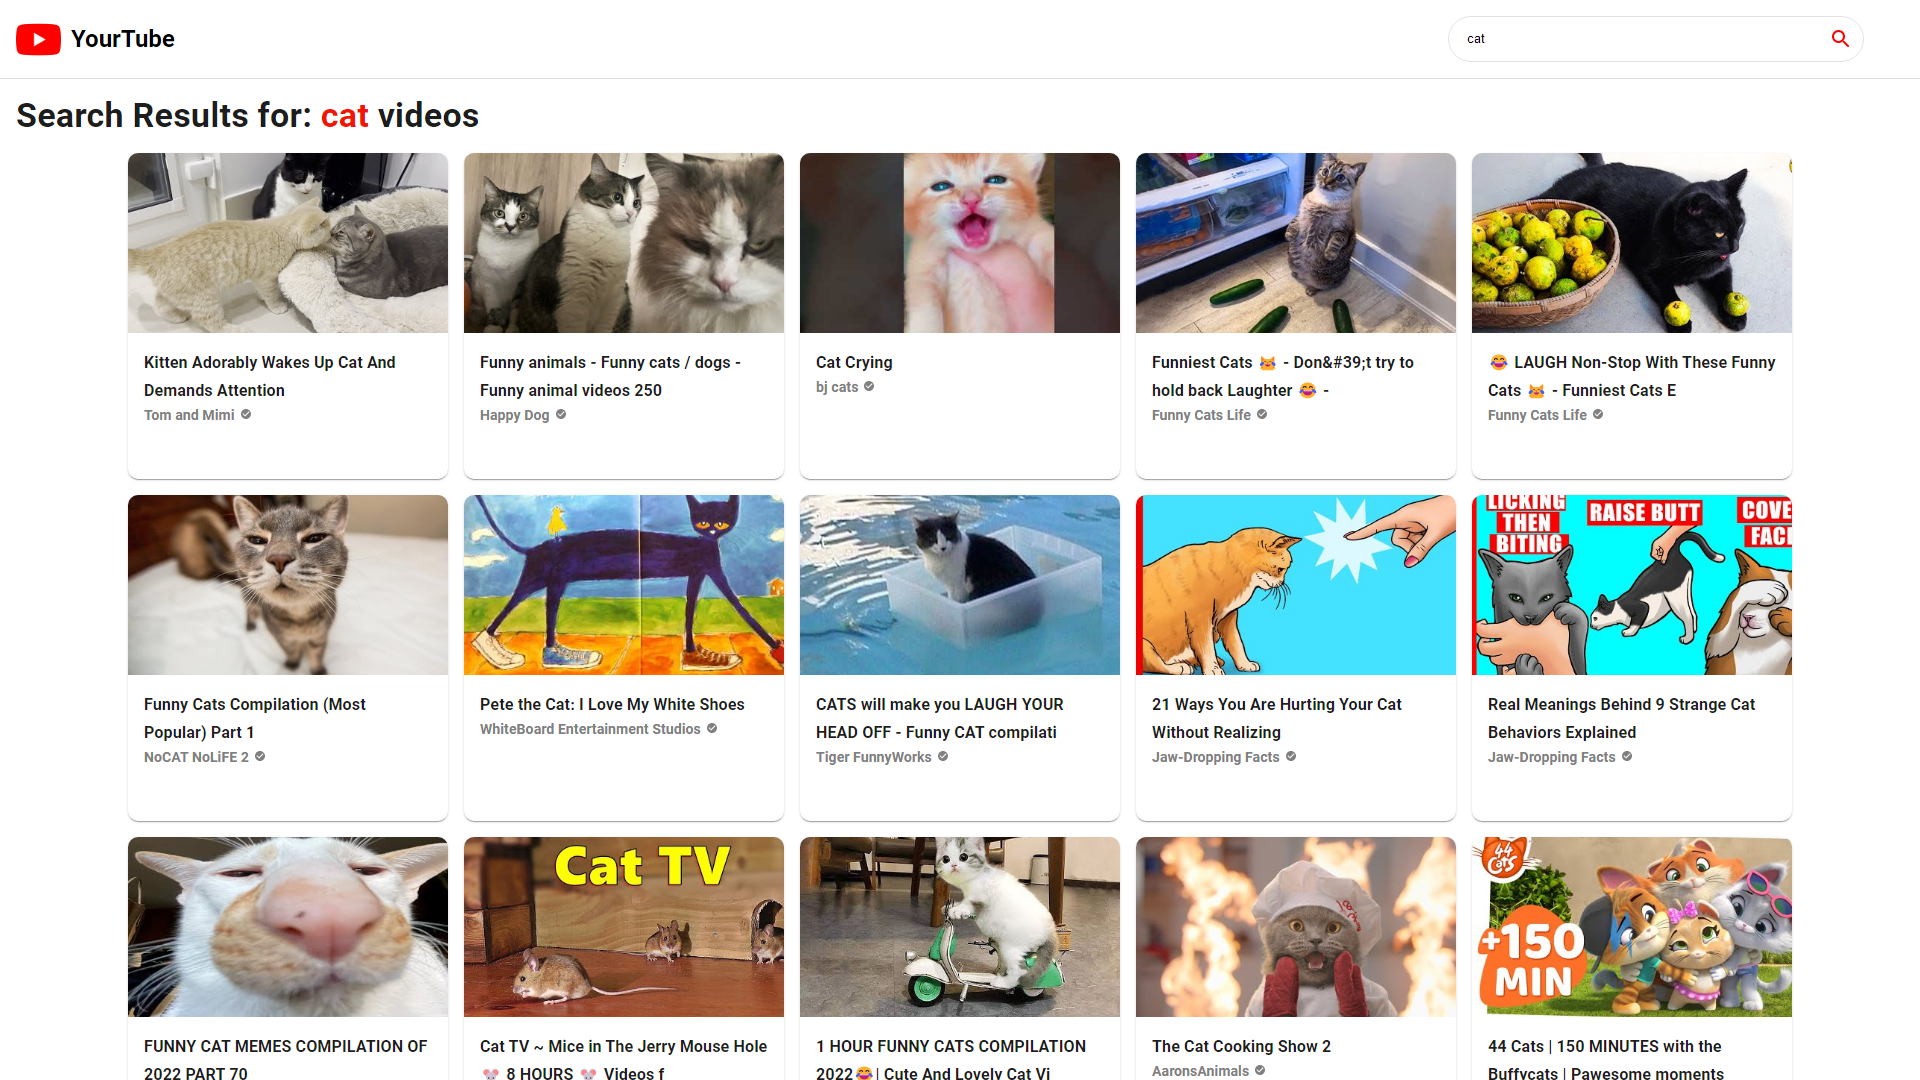 YourTube
cat
Search Results for: cat videos
Kitten Adorably Wakes Up Cat And
Demands Attention
Tom and Mimi
Funny animals - Funny cats / dogs -
Funny animal videos 250
Happy Dog
Cat Crying
bj cats
Funniest Cats 😹 - Don&#39;t try to
hold back Laughter 😂 -
Funny Cats Life
😂 LAUGH Non-Stop With These Funny
Cats 😹 - Funniest Cats E
Funny Cats Life
LICKING
THEN
BITING
RAISE BUTT
COVE
FACI
Funny Cats Compilation (Most
Popular) Part 1
NoCAT NoLiFE 2
Pete the Cat: I Love My White Shoes
WhiteBoard Entertainment Studios
CATS will make you LAUGH YOUR
HEAD OFF - Funny CAT compilati
Tiger FunnyWorks
21 Ways You Are Hurting Your Cat
Without Realizing
Jaw-Dropping Facts
Real Meanings Behind 9 Strange Cat
Behaviors Explained
Jaw-Dropping Facts
Cat TV
44
Cats
+150
MIN
FUNNY CAT MEMES COMPILATION OF
2022 PART 70
Cat TV ~ Mice in The Jerry Mouse Hole
🐭 8 HOURS 🐭 Videos f
1 HOUR FUNNY CATS COMPILATION
2022😂| Cute And Lovely Cat Vi
The Cat Cooking Show 2
AaronsAnimals
44 Cats | 150 MINUTES with the
Buffycats | Pawesome moments